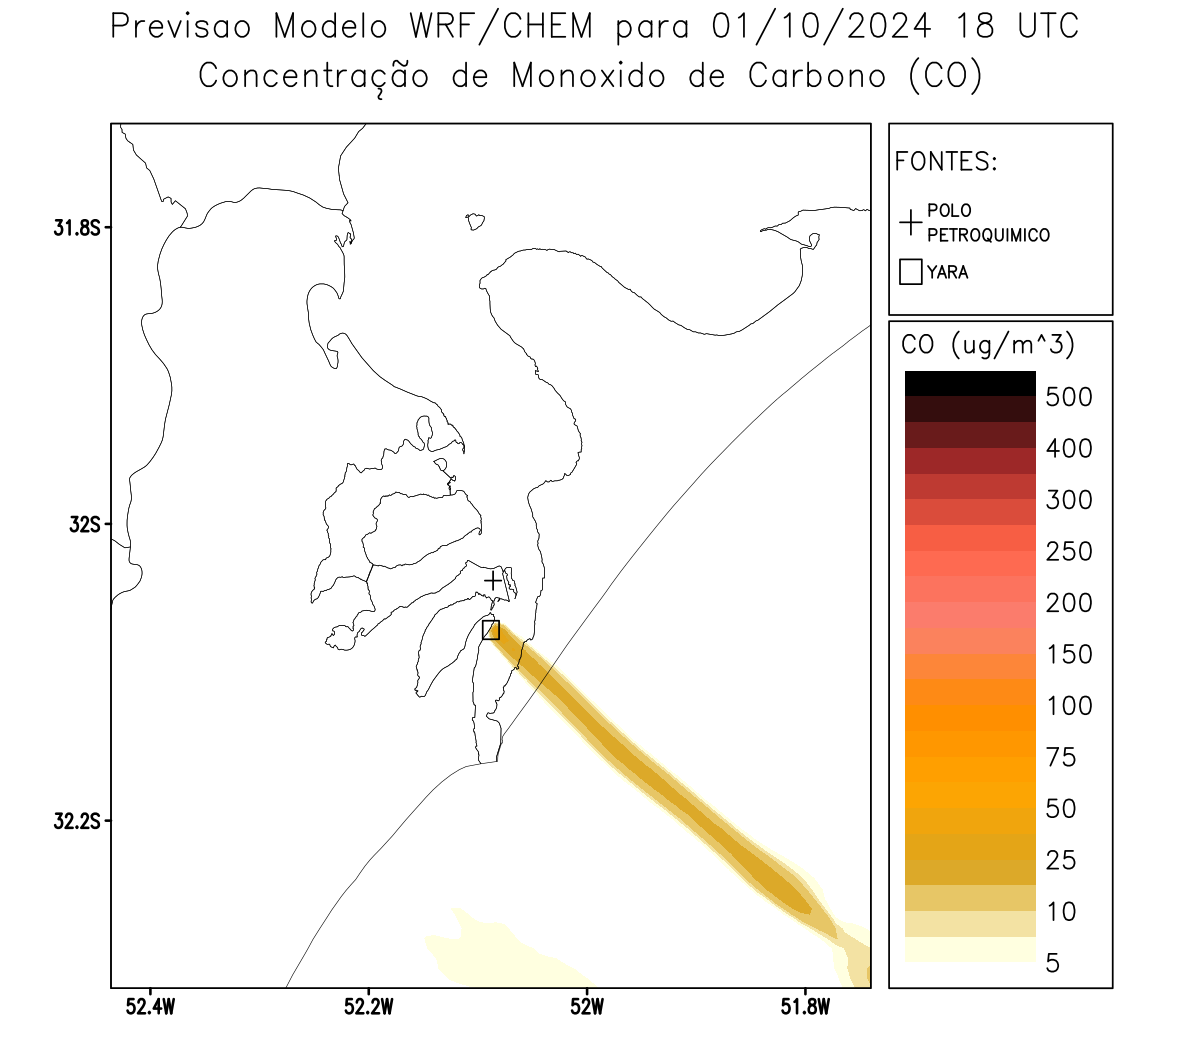 Previsao Modelo WRF/CHEM para 01/10/2024 18 UTC
Concentração de Monoxido de Carbono (CO)
FONTES:
POLO
PETROQUIMICO
YARA
CO (ug/m^3)
500
400
300
250
200
150
100
75
50
25
10
5
31.8S
32S
32.2S
52.4W
52.2W
52W
51.8W